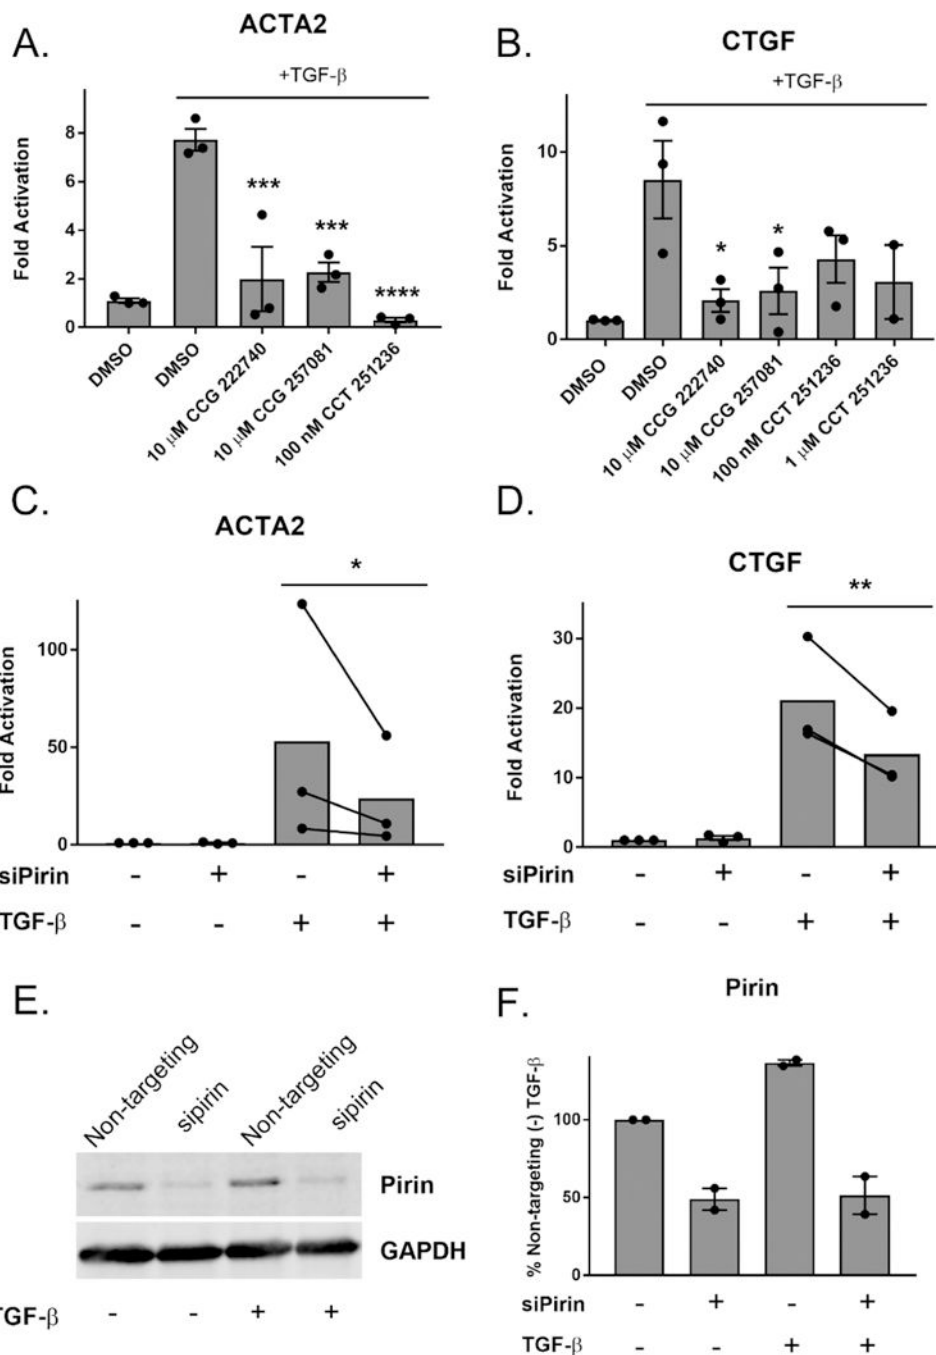 A.
ACTA2
+TGF-β
Fold Activation
8
6
4
2
0
***
***
****
DMSO
DMSO
10 μM CCG 222740
10 μM CCG 257081
100 nM CCT 251236
B.
CTGF
+TGF-β
Fold Activation
10
5
0
*
*
DMSO
DMSO
10 μM CCG 222740
10 μM CCG 257081
100 nM CCT 251236
1 μM CCT 251236
C.
ACTA2
*
Fold Activation
100
50
0
siPirin - + - +
TGF-β - - + +
D.
CTGF
**
Fold Activation
30
20
10
0
siPirin - + - +
TGF-β - - + +
E.
Non-targeting
sipirin
Non-targeting
sipirin
Pirin
GAPDH
TGF-β - - + +
F.
Pirin
% Non-targeting (-) TGF-β
100
50
0
siPirin - + - +
TGF-β - - + +